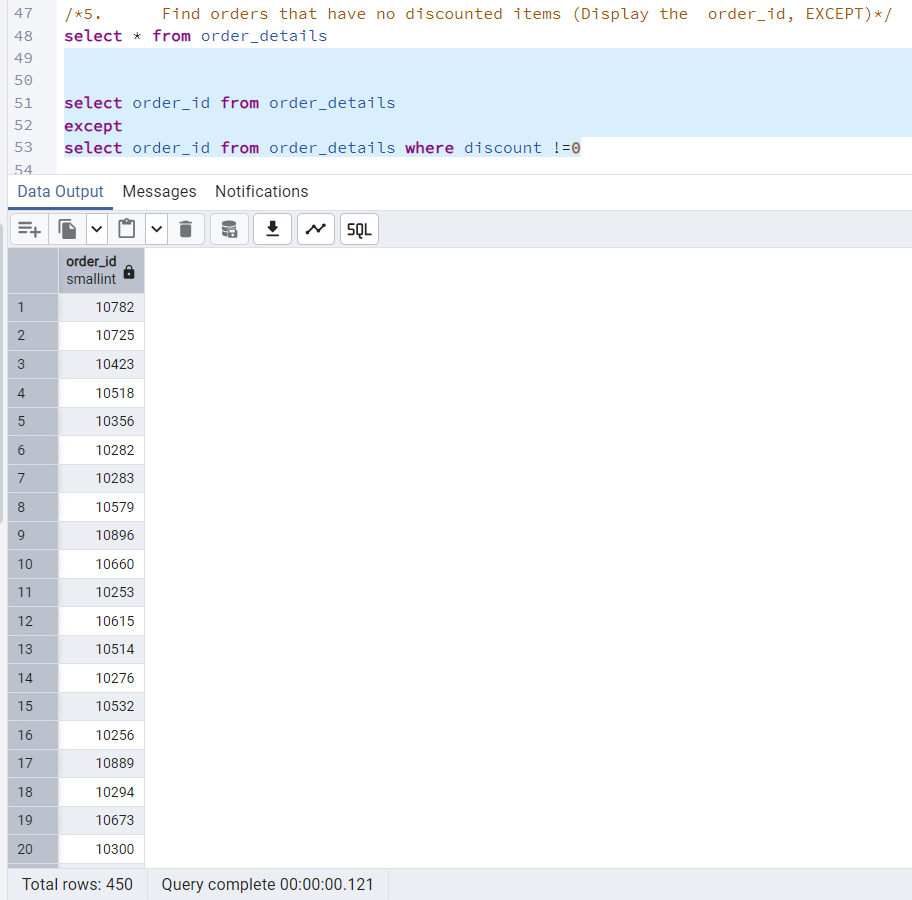 47 /*5. Find orders that have no discounted items (Display the order_id, EXCEPT)*/
48 select * from order_details
49
50
51 select order_id from order_details
52 except
53 select order_id from order_details where discount !=0
54
Data Output Messages Notifications
SQL
order_id
smallint
1 10782
2 10725
3 10423
4 10518
5 10356
6 10282
7 10283
8 10579
9 10896
10 10660
11 10253
12 10615
13 10514
14 10276
15 10532
16 10256
17 10889
18 10294
19 10673
20 10300
Total rows: 450 Query complete 00:00:00.121